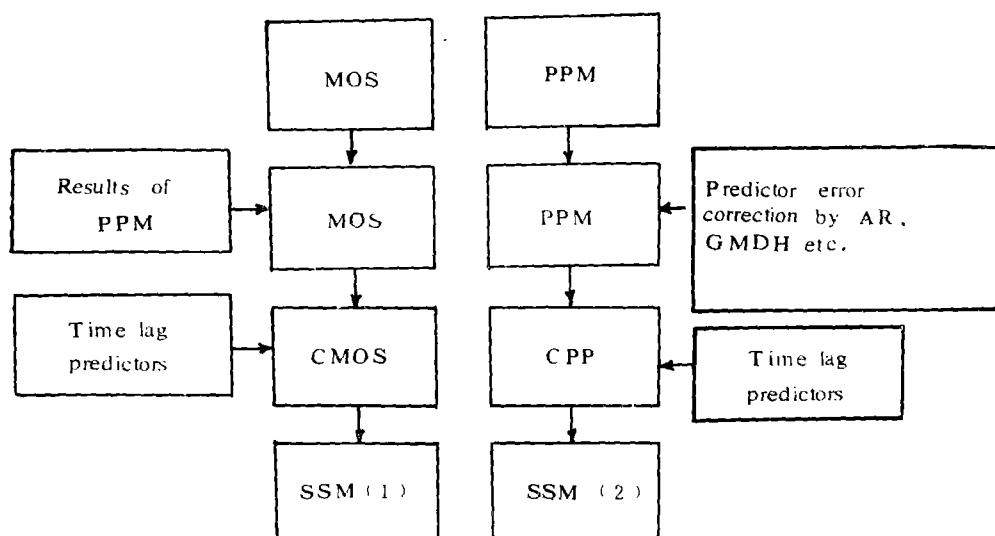 MOS
PPM
Results of
PPM
MOS
PPM
Predictor error
correction by AR,
GMDH etc.
Time lag
predictors
CMOS
CPP
Time lag
predictors
SSM (1)
SSM (2)